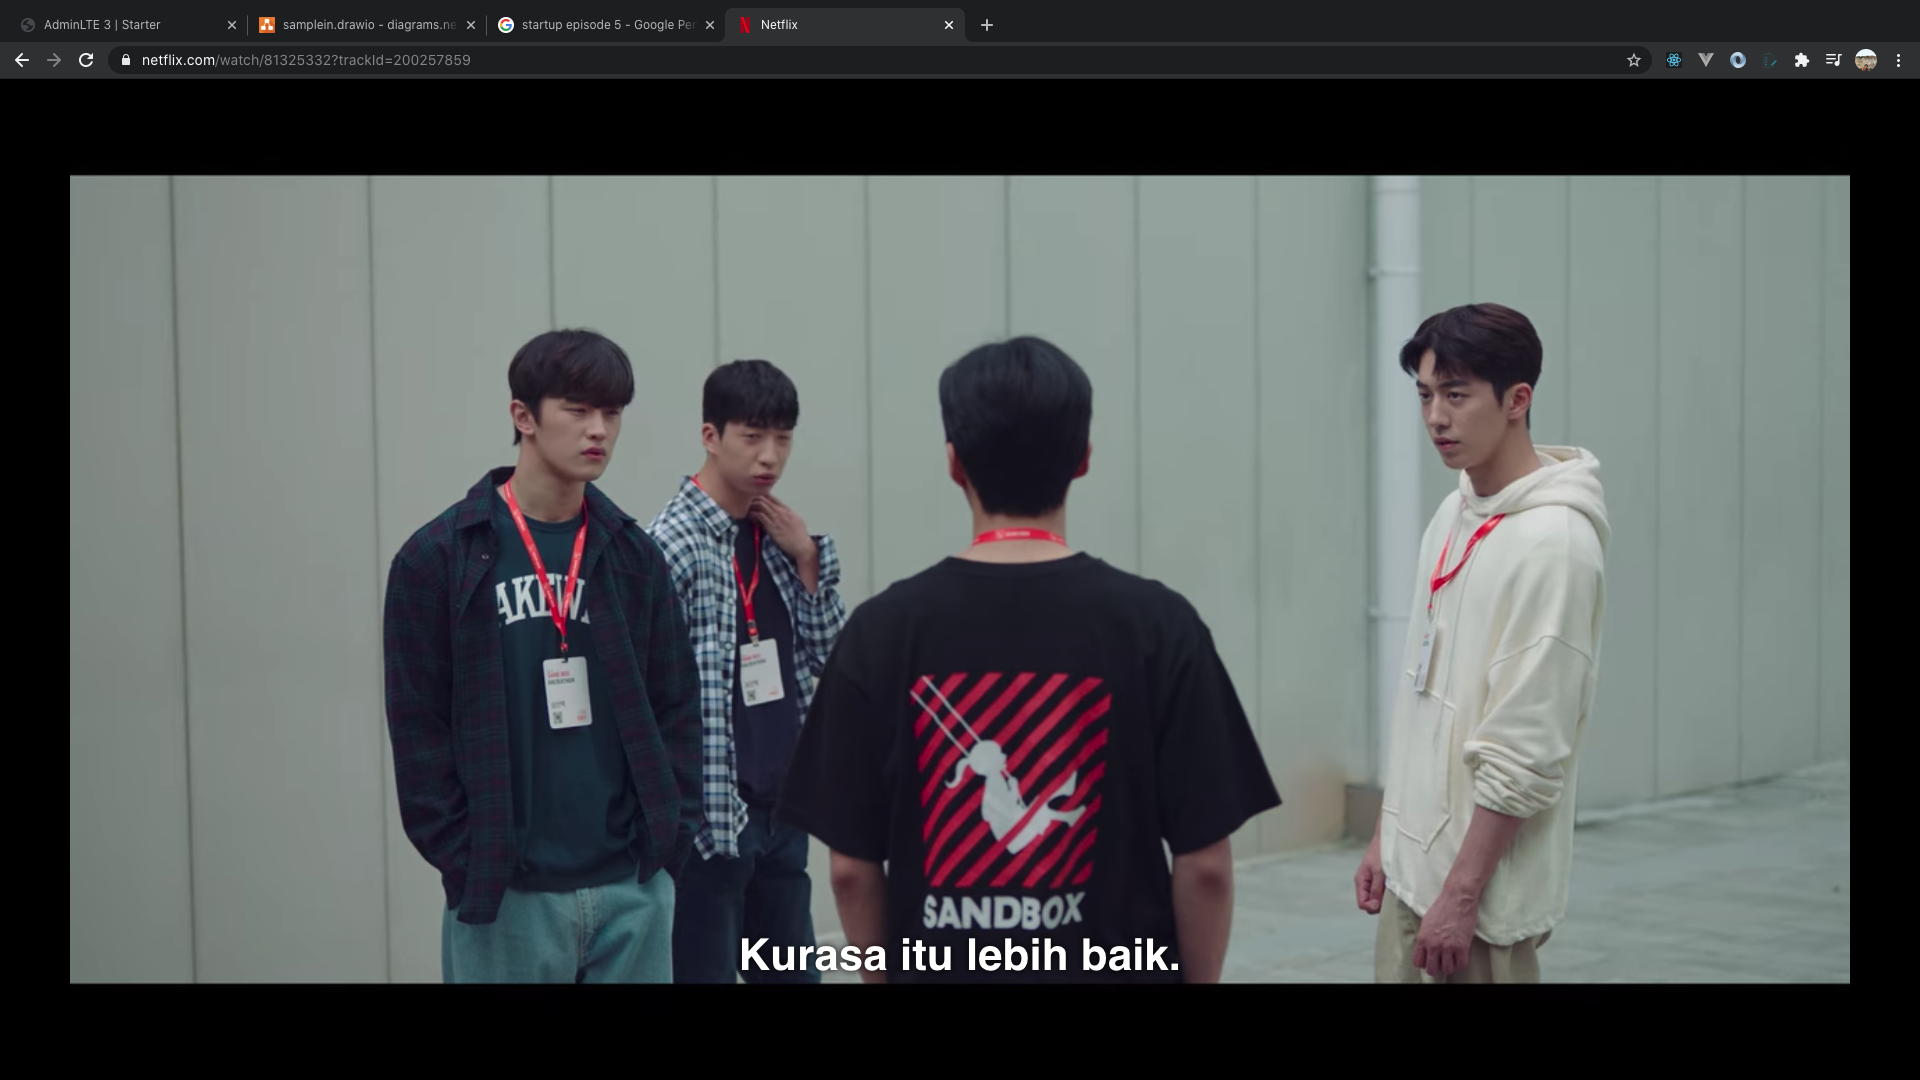 AdminLTE 3 | Starter
samplein.drawio - diagrams.ne
startup episode 5 - Google Per
Netflix
netflix.com/watch/81325332?trackId=200257859
AKEW
SANDBOX
Kurasa itu lebih baik.